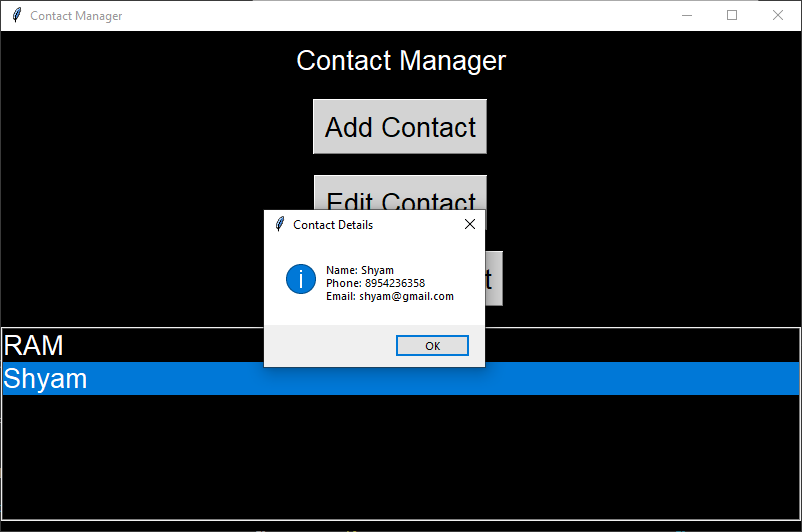 Contact Manager
Contact Manager
Add Contact
Edit Contact
Contact Details
Name: Shyam
Phone: 8954236358
Email: shyam@gmail.com
OK
RAM
Shyam